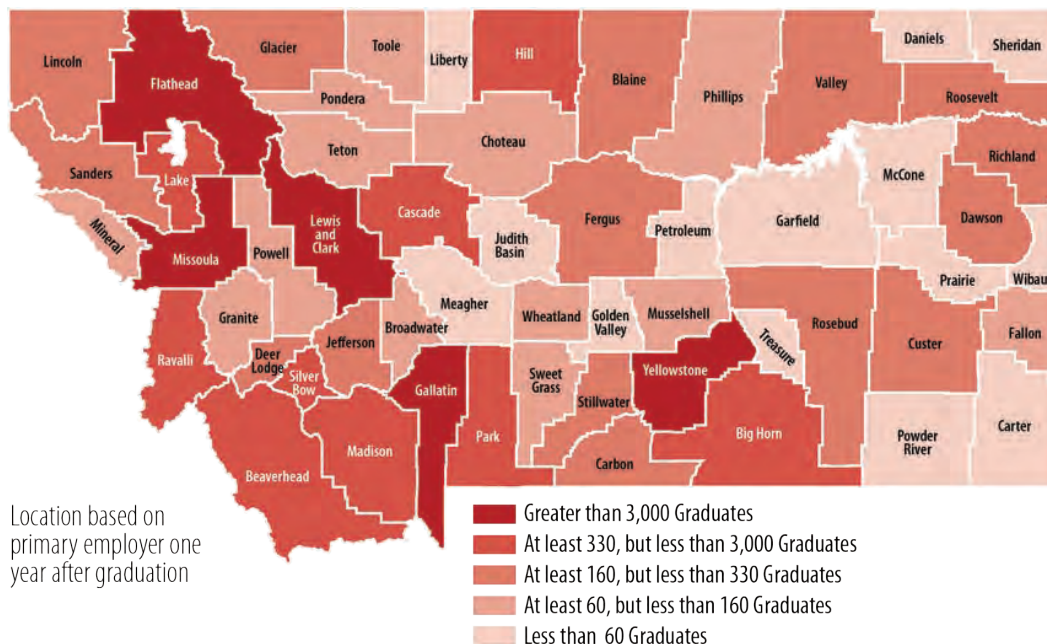 Lincoln
Flathead
Glacier
Toole
Liberty
Hill
Blaine
Phillips
Valley
Daniels
Sheridan
Roosevelt
Pondera
Teton
Choteau
Richland
McCone
Sanders
Lake
Lewis
and
Clark
Cascade
Judith
Basin
Fergus
Petroleum
Garfield
Dawson
Mineral
Missoula
Powell
Prairie
Wibau
Meagher
Granite
Broadwater
Wheatland
Golden
Valley
Musselshell
Treasure
Rosebud
Custer
Fallon
Jefferson
Ravalli
Deer
Lodge
Silver
Bow
Gallatin
Sweet
Grass
Stillwater
Yellowstone
Park
Big Horn
Powder
River
Carter
Madison
Beaverhead
Carbon
Location based on
primary employer one
year after graduation
Greater than 3,000 Graduates
At least 330, but less than 3,000 Graduates
At least 160, but less than 330 Graduates
At least 60, but less than 160 Graduates
Less than 60 Graduates